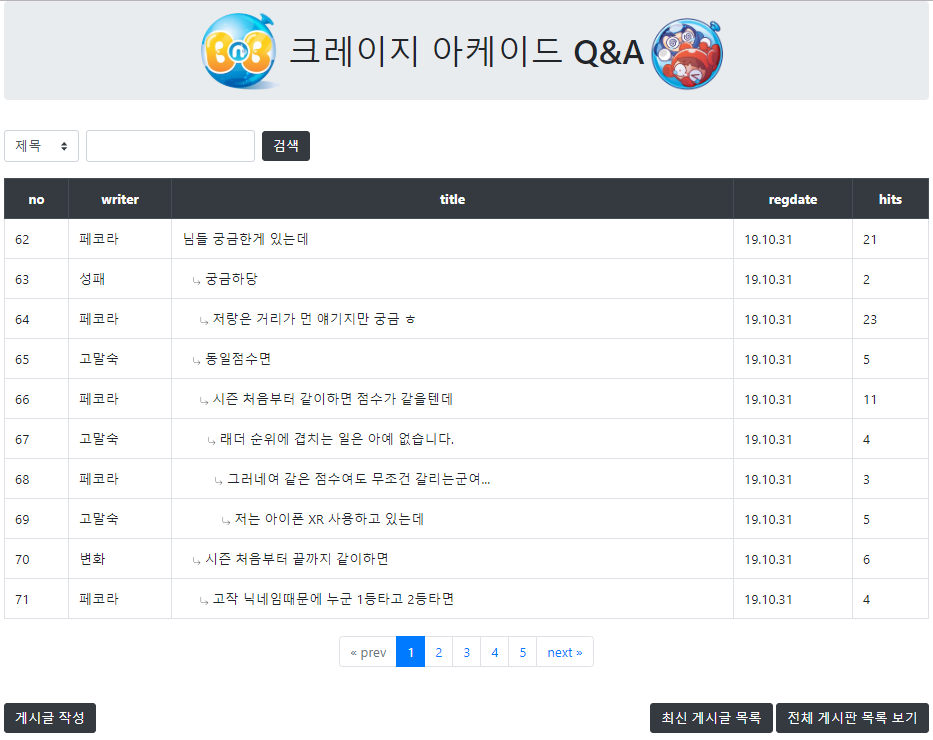 BnB 크레이지 아케이드 Q&A
제목 검색
no writer title regdate hits
62 페코라 님들 궁금한게 있는데 19.10.31 21
63 성패 궁금하당 19.10.31 2
64 페코라 저랑은 거리가 먼 얘기지만 궁금 ㅎ 19.10.31 23
65 고말숙 동일점수면 19.10.31 5
66 페코라 시즌 처음부터 같이하면 점수가 같을텐데 19.10.31 11
67 고말숙 래더 순위에 겹치는 일은 아예 없습니다. 19.10.31 4
68 페코라 그러네여 같은 점수여도 무조건 갈리는군여... 19.10.31 3
69 고말숙 저는 아이폰 XR 사용하고 있는데 19.10.31 5
70 변화 시즌 처음부터 끝까지 같이하면 19.10.31 6
71 페코라 고작 닉네임때문에 누군 1등타고 2등타면 19.10.31 4
« prev 1 2 3 4 5 next »
게시글 작성 최신 게시글 목록 전체 게시판 목록 보기